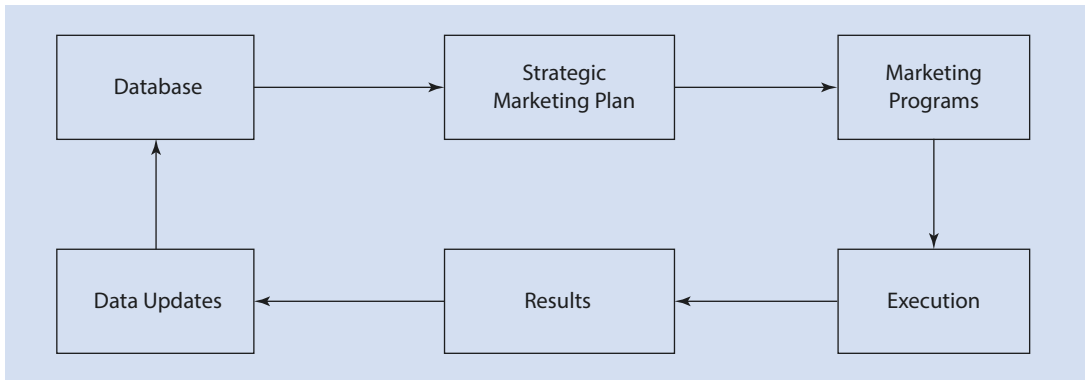 Database
Strategic
Marketing Plan
Marketing
Programs
Data Updates
Results
Execution